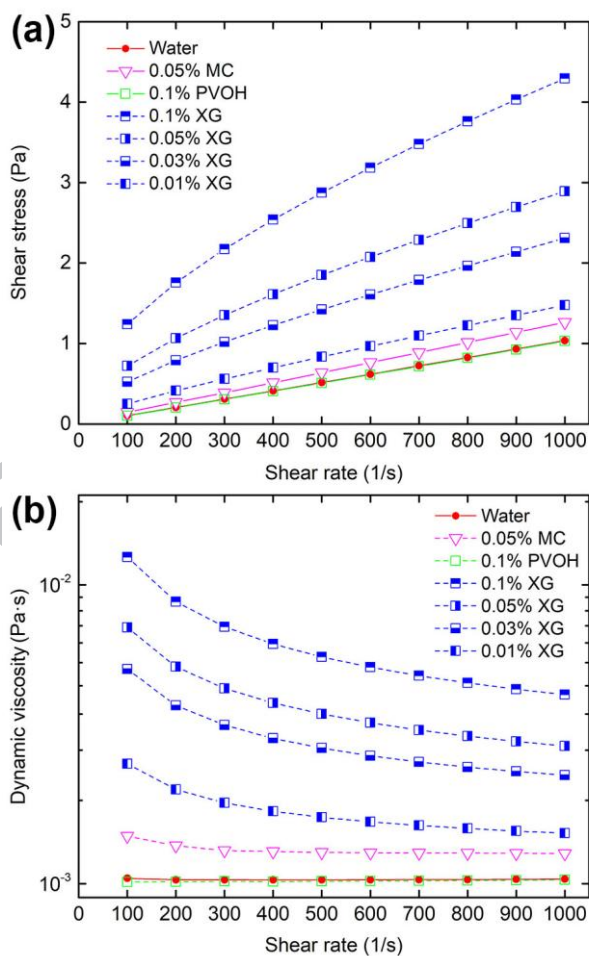 (a)
5
4
3
2
1
0
Shear stress (Pa)
Water
0.05% MC
0.1% PVOH
0.1% XG
0.05% XG
0.03% XG
0.01% XG
0 100 200 300 400 500 600 700 800 900 1000
Shear rate (1/s)
(b)
10⁻²
10⁻³
Dynamic viscosity (Pa·s)
Water
0.05% MC
0.1% PVOH
0.1% XG
0.05% XG
0.03% XG
0.01% XG
0 100 200 300 400 500 600 700 800 900 1000
Shear rate (1/s)